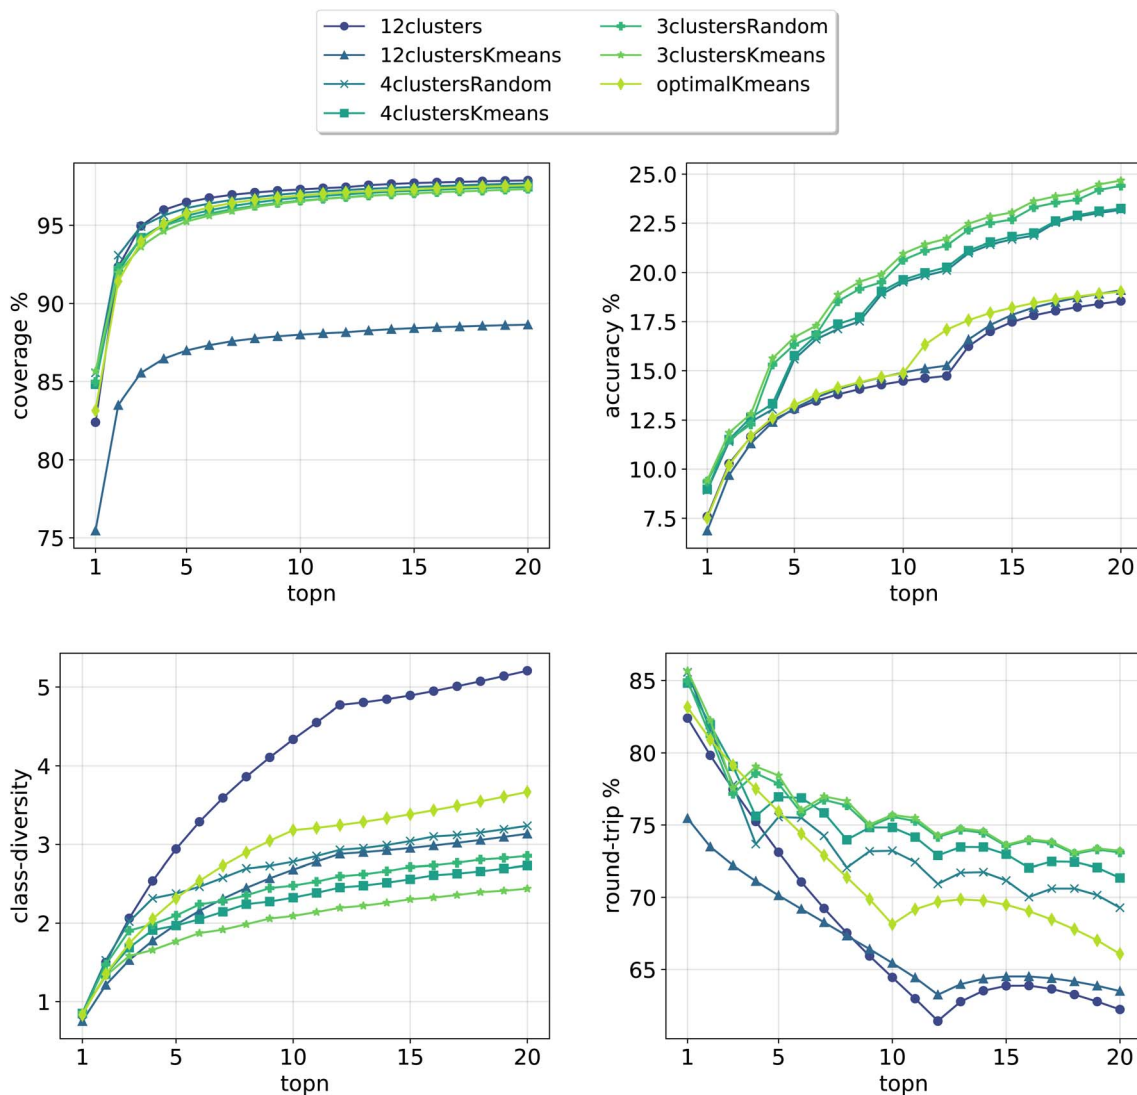 12clusters
12clustersKmeans
4clustersRandom
4clustersKmeans
3clustersRandom
3clustersKmeans
optimalKmeans
coverage %
95
90
85
80
75
1 5 10 15 20
topn
accuracy %
25.0
22.5
20.0
17.5
15.0
12.5
10.0
7.5
1 5 10 15 20
topn
class-diversity
5
4
3
2
1
1 5 10 15 20
topn
round-trip %
85
80
75
70
65
1 5 10 15 20
topn